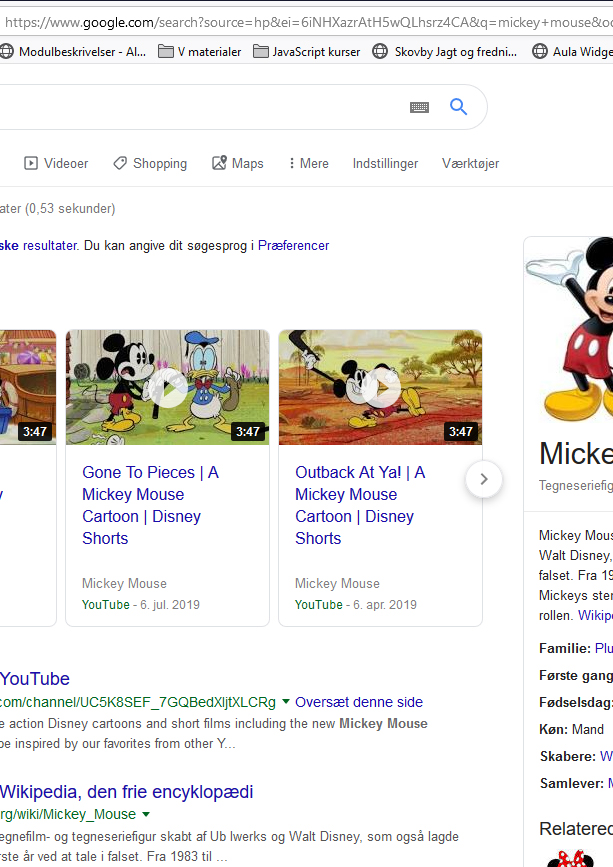 https://www.google.com/search?source=hp&ei=6iNHXazrAtH5wQLhsrz4CA&q=mickey+mouse&o
Modulbeskrivelser - Al... V materialer JavaScript kurser Skovby Jagt og fredni... Aula Widge
Videoer Shopping Maps Mere Indstillinger Værktøjer
ater (0,53 sekunder)
ske resultater. Du kan angive dit søgesprog i Præferencer
3:47 3:47 3:47
Gone To Pieces | A
Mickey Mouse
Cartoon | Disney
Shorts
Mickey Mouse
YouTube - 6. jul. 2019
Outback At Ya! | A
Mickey Mouse
Cartoon | Disney
Shorts
Mickey Mouse
YouTube - 6. apr. 2019
YouTube
com/channel/UC5K8SEF_7GQBedXljtXLCRg Oversæt denne side
e action Disney cartoons and short films including the new Mickey Mouse
be inspired by our favorites from other Y...
Wikipedia, den frie encyklopædi
rg/wiki/Mickey_Mouse
egnefilm- og tegneseriefigur skabt af Ub Iwerks og Walt Disney, som også lagde
rste år ved at tale i falset. Fra 1983 til ...
Micke
Tegneseriefig
Mickey Mous
Walt Disney,
falset. Fra 19
Mickeys ste
rollen. Wikip
Familie: Plu
Første gang
Fødselsdag:
Køn: Mand
Skabere: W
Samlever: M
Relatered